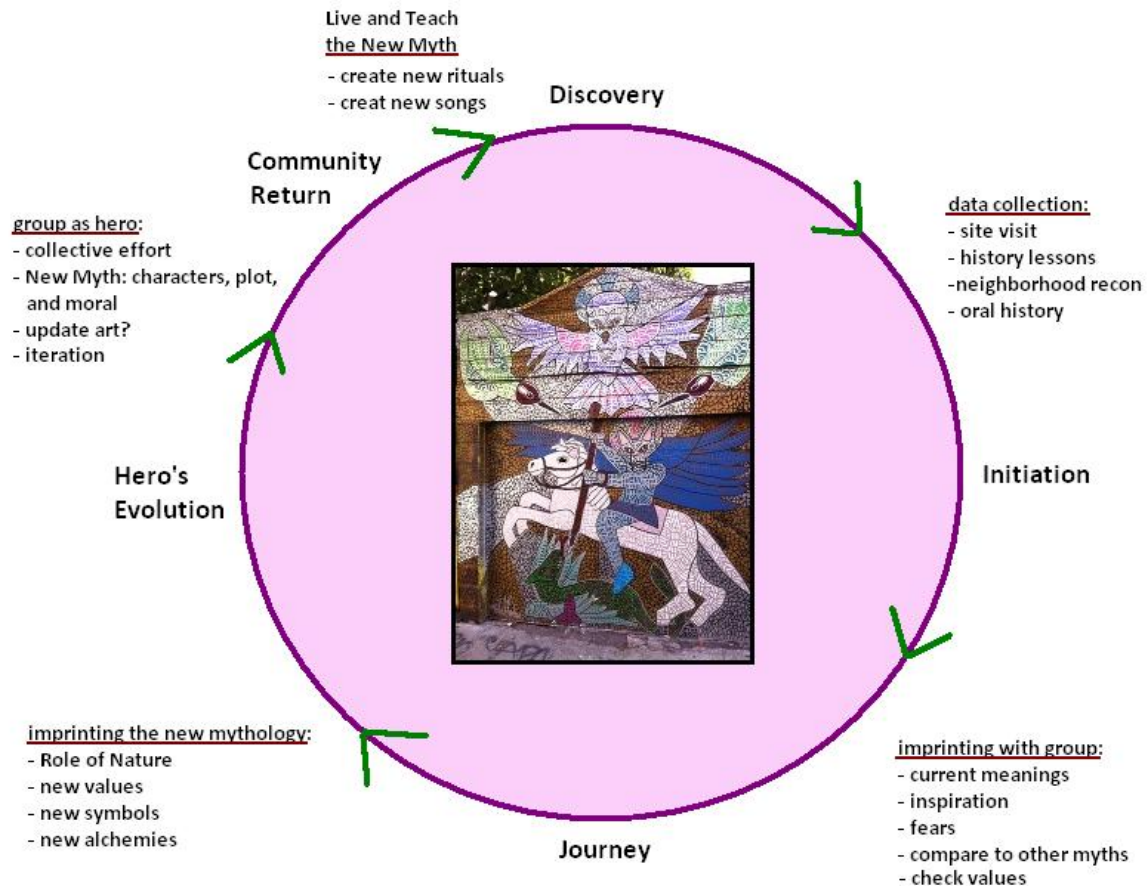 Live and Teach
the New Myth
- create new rituals
- creat new songs
Discovery
data collection:
- site visit
- history lessons
-neighborhood recon
- oral history
Initiation
imprinting with group:
- current meanings
- inspiration
- fears
- compare to other myths
- check values
Journey
imprinting the new mythology:
- Role of Nature
- new values
- new symbols
- new alchemies
Hero's
Evolution
group as hero:
- collective effort
- New Myth: characters, plot,
and moral
- update art?
- iteration
Community
Return